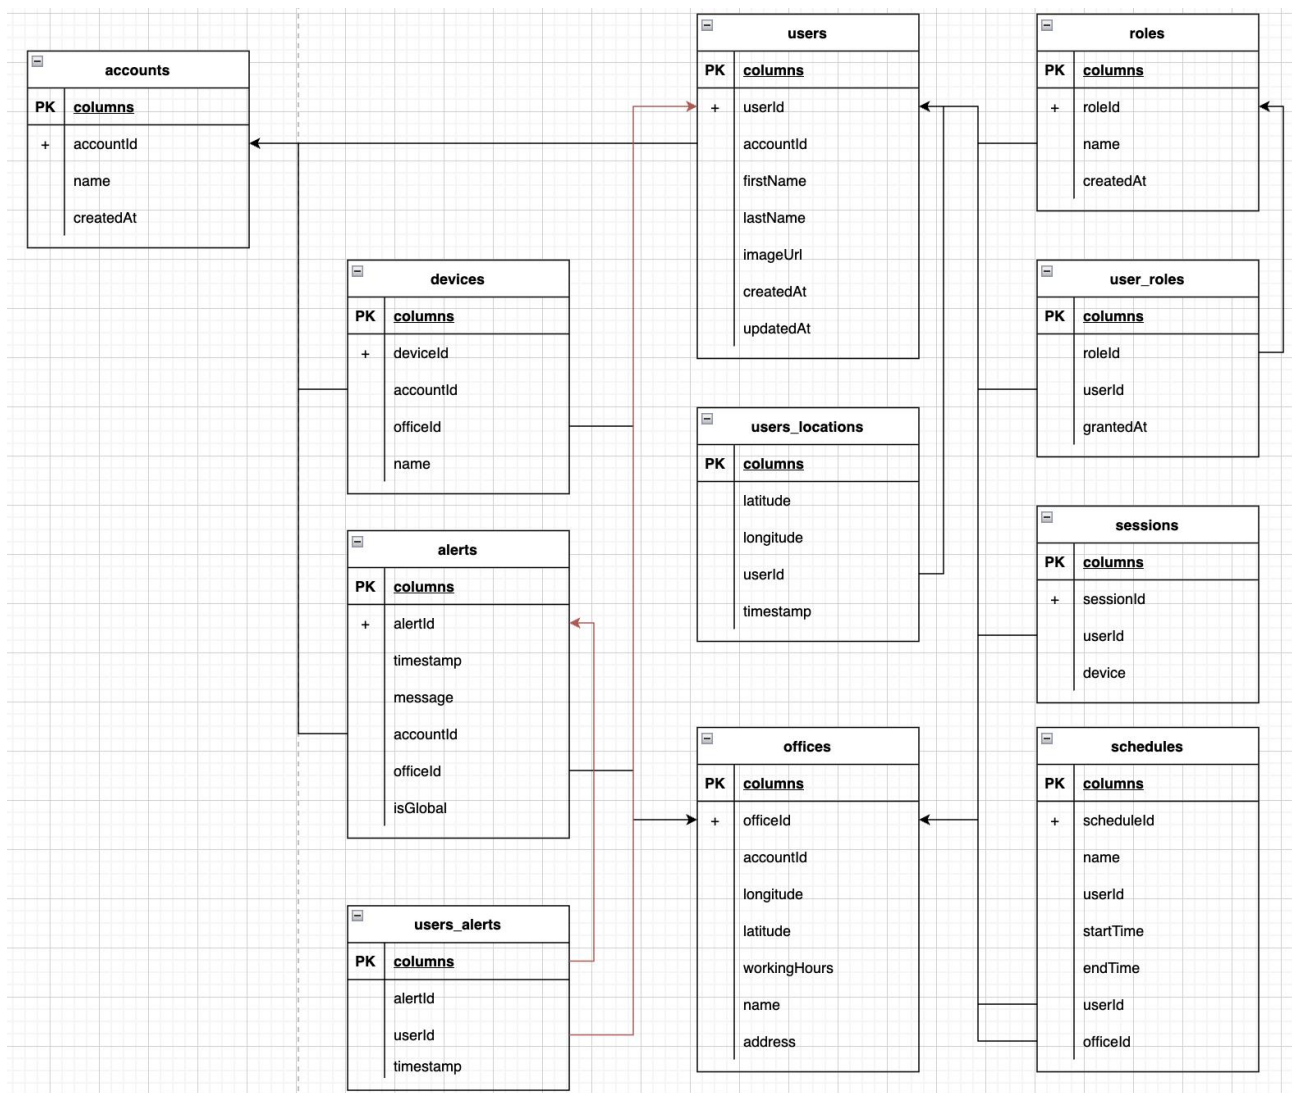 accounts
PK columns
+ accountId
name
createdAt
devices
PK columns
+ deviceId
accountId
officeId
name
alerts
PK columns
+ alertId
timestamp
message
accountId
officeId
isGlobal
users_alerts
PK columns
alertId
userId
timestamp
users
PK columns
+ userId
accountId
firstName
lastName
imageUrl
createdAt
updatedAt
users_locations
PK columns
latitude
longitude
userId
timestamp
offices
PK columns
+ officeId
accountId
longitude
latitude
workingHours
name
address
roles
PK columns
+ roleId
name
createdAt
user_roles
PK columns
roleId
userId
grantedAt
sessions
PK columns
+ sessionId
userId
device
schedules
PK columns
+ scheduleId
name
userId
startTime
endTime
userId
officeId